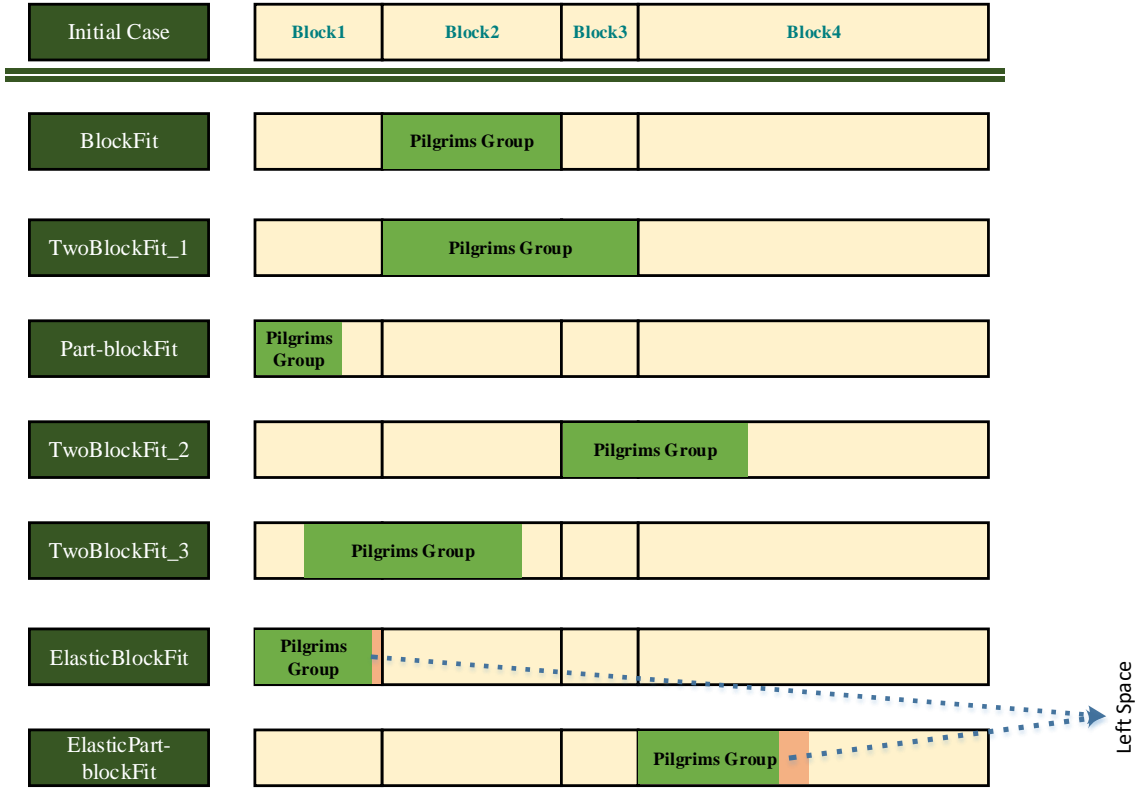 Initial Case
Block1
Block2
Block3
Block4
BlockFit
Pilgrims Group
TwoBlockFit_1
Pilgrims Group
Part-blockFit
Pilgrims
Group
TwoBlockFit_2
Pilgrims Group
TwoBlockFit_3
Pilgrims Group
ElasticBlockFit
Pilgrims
Group
ElasticPart-
blockFit
Pilgrims Group
Left Space